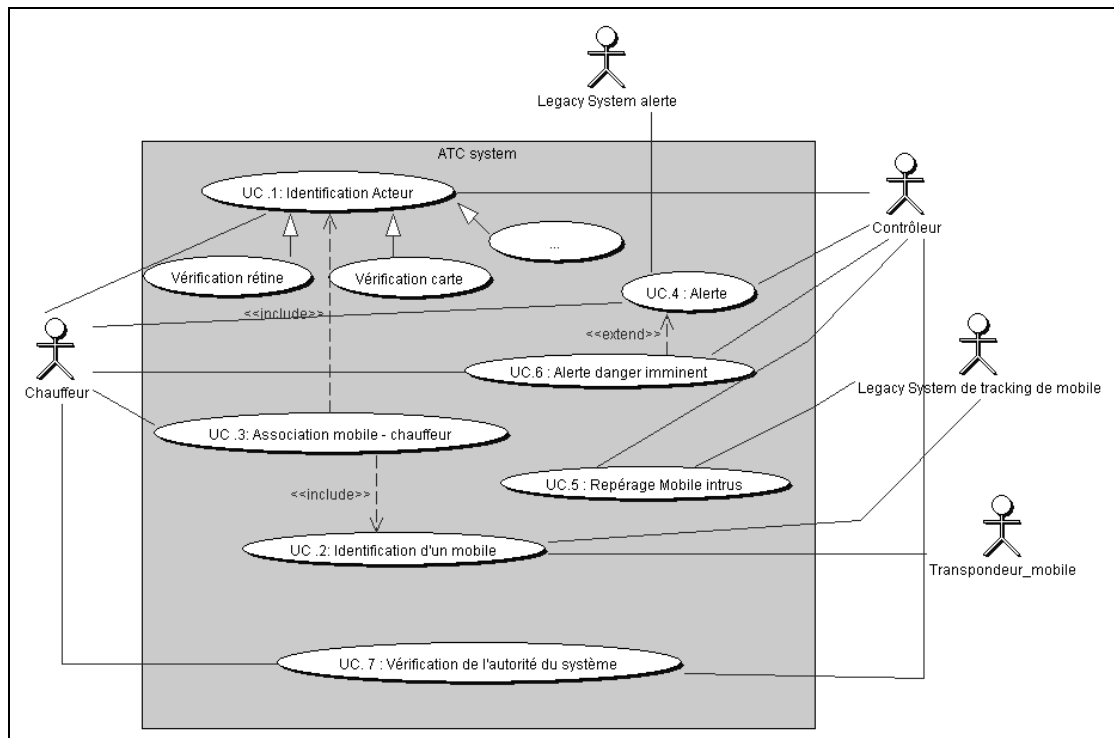 Legacy System alerte
ATC system
UC .1: Identification Acteur
Contrôleur
...
Vérification rétine
Vérification carte
UC.4 : Alerte
<<include>>
<<extend>>
UC.6 : Alerte danger imminent
Chauffeur
Legacy System de tracking de mobile
UC .3: Association mobile - chauffeur
UC.5 : Repérage Mobile intrus
<<include>>
UC .2: Identification d'un mobile
Transpondeur_mobile
UC. 7 : Vérification de l'autorité du système